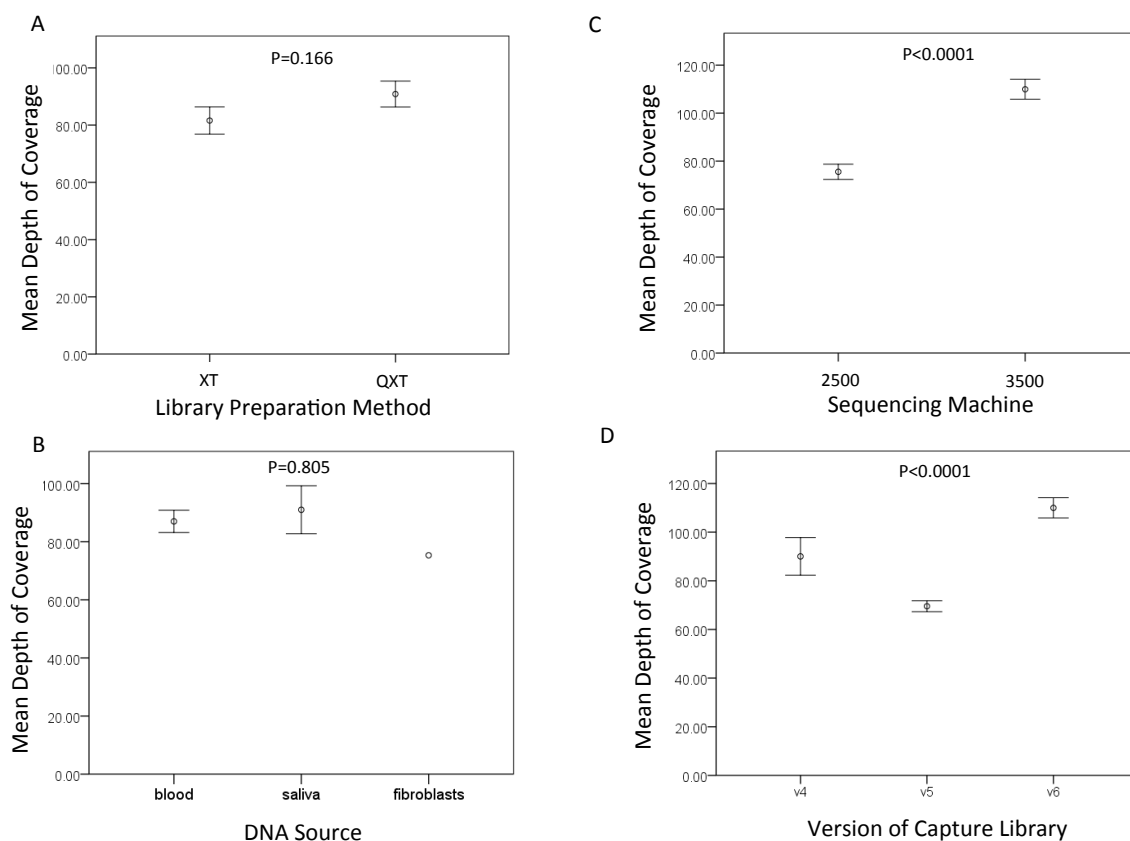 A
P=0.166
Mean Depth of Coverage
100.00
80.00
60.00
40.00
20.00
0.00
XT QXT
Library Preparation Method
C
P<0.0001
Mean Depth of Coverage
120.00
100.00
80.00
60.00
40.00
20.00
0.00
2500 3500
Sequencing Machine
B
P=0.805
Mean Depth of Coverage
100.00
80.00
60.00
40.00
20.00
0.00
blood saliva fibroblasts
DNA Source
D
P<0.0001
Mean Depth of Coverage
120.00
100.00
80.00
60.00
40.00
20.00
0.00
v4 v5 v6
Version of Capture Library